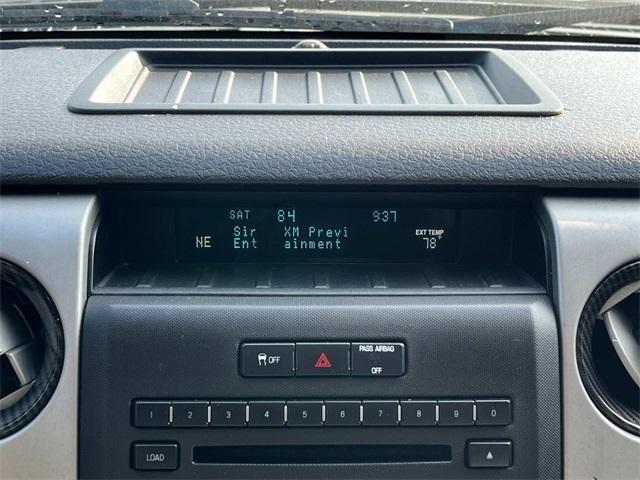 SAT 84 9:37
Sir XM Previ EXT TEMP
NE Ent ainment 78°F
OFF PASS AIRBAG OFF
1 2 3 4 5 6 7 8 9 0
LOAD